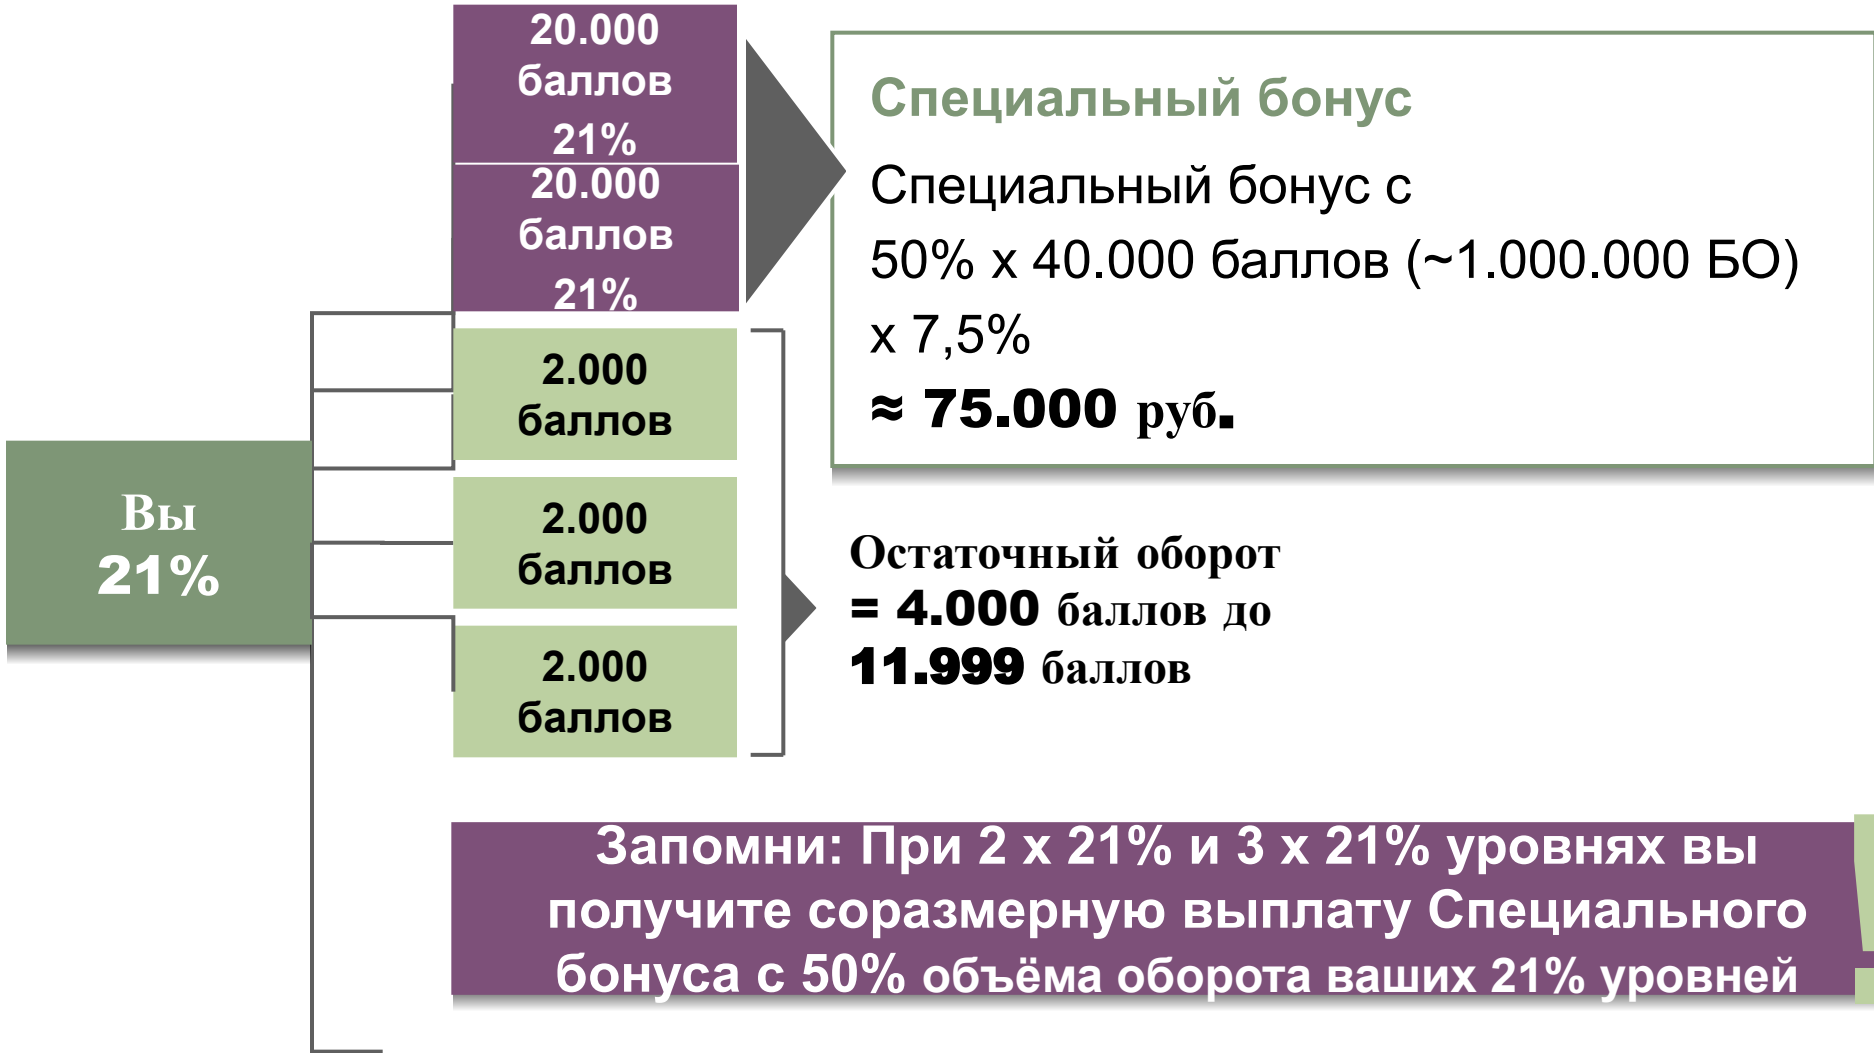 20.000
баллов
21%
20.000
баллов
21%
2.000
баллов
2.000
баллов
2.000
баллов
Вы
21%
Специальный бонус
Специальный бонус с
50% x 40.000 баллов (~1.000.000 БО)
x 7,5%
≈ 75.000 руб.
Остаточный оборот
= 4.000 баллов до
11.999 баллов
Запомни: При 2 х 21% и 3 х 21% уровнях вы
получите соразмерную выплату Специального
бонуса с 50% объёма оборота ваших 21% уровней
!